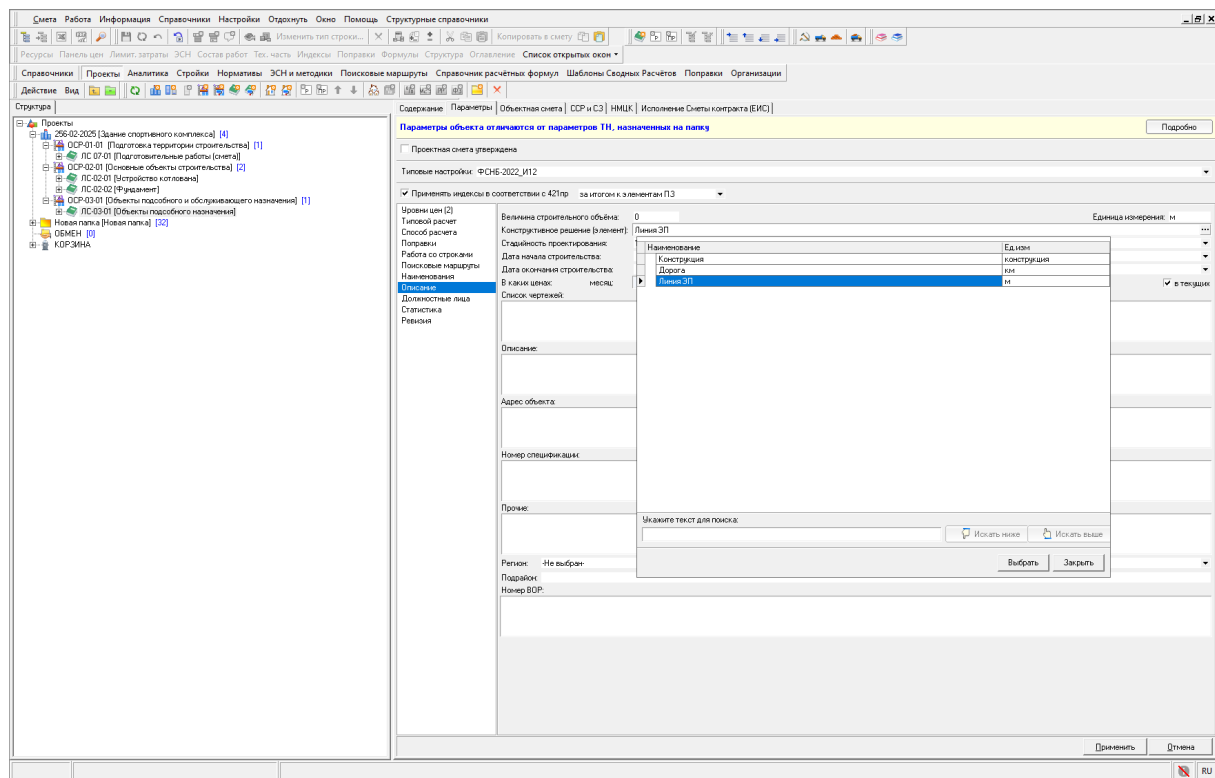 Смета Работа Информация Справочники Настройки Отдохнуть Окно Помощь Структурные справочники
Изменить тип строки... Копировать в смету
Ресурсы Панель цен Лимит. затраты ЭСН Состав работ Тех. часть Индексы Поправки Формулы Структура Оглавление Список открытых окон
Справочники Проекты Аналитика Стройки Нормативы ЭСН и методики Поисковые маршруты Справочник расчётных формул Шаблоны Сводных Расчётов Поправки Организации
Действие Вид
Структура
Проекты
256-02-2025 [Здание спортивеного комплекса] [4]
ОСР-01-01 [Подготовка территории строительства] [1]
ЛС 07-01 [Подготовительные работы (смета)]
ОСР-02-01 [Основные объекты строительства] [2]
ЛС-02-01 [Устройство котлована]
ЛС-02-02 [Фундамент]
ОСР-03-01 [Объекты подсобного и обслуживающего назначения] [1]
ЛС-03-01 [Объекты подсобного назначения]
Новая папка [Новая папка] [32]
ОБМЕН [0]
КОРЗИНА
Содержание Параметры Объектная смета ССР и СЗ НМЦК Исполнение Сметы контракта (ЕИС)
Параметры объекта отличаются от параметров ТН, назначенных на папку Подробно
Проектная смета утверждена
Типовые настройки: ФСНБ-2022_И12
Применять индексы в соответствии с 421пр за итогом к элементам ПЗ
Уровни цен (2)
Типовой расчет
Способ расчета
Поправки
Работа со строками
Поисковые маршруты
Наименования
Описание
Должностные лица
Статистика
Ревизия
Величина строительного объёма: 0 Единица измерения: м
Конструктивное решение (элемент): Линия ЭП
Стадийность проектирования:
Дата начала строительства:
Дата окончания строительства:
В каких ценах: месяц: в текущих
Список чертежей:
Описание:
Адрес объекта:
Номер спецификации:
Прочие:
Регион: -Не выбран-
Подрайон:
Номер ВОР:
Наименование Ед.изм
Конструкция конструкция
Дорога км
Линия ЭП м
Укажите текст для поиска:
Искать ниже Искать выше
Выбрать Закрыть
Применить Отмена
RU